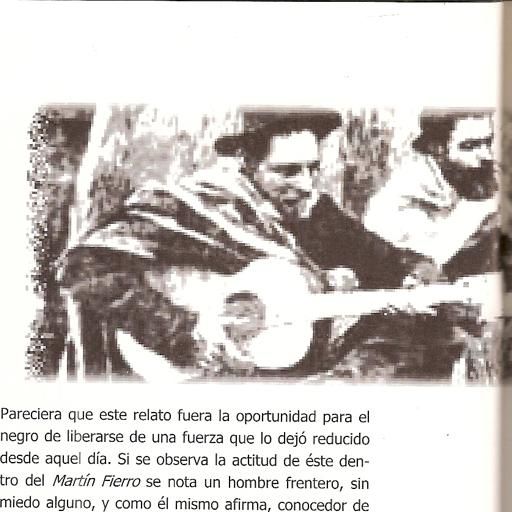 Pareciera que este relato fuera la oportunidad para el
negro de liberarse de una fuerza que lo dejó reducido
desde aquel día. Si se observa la actitud de éste den-
tro del Martín Fierro se nota un hombre frentero, sin
miedo alguno, y como él mismo afirma, conocedor de